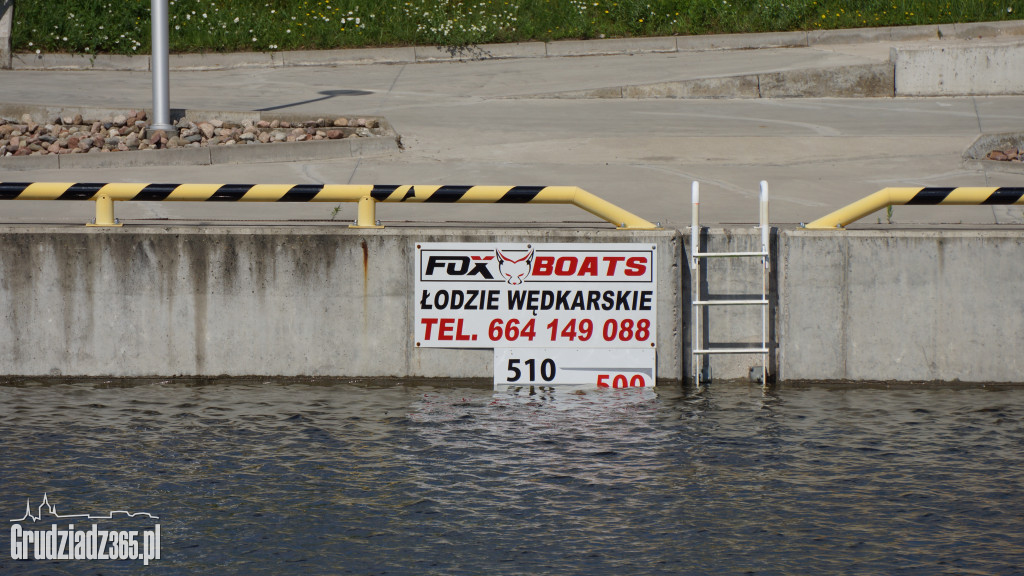 FOX BOATS
ŁODZIE WĘDKARSKIE
TEL. 664 149 088
510
500
Grudziadz365.pl